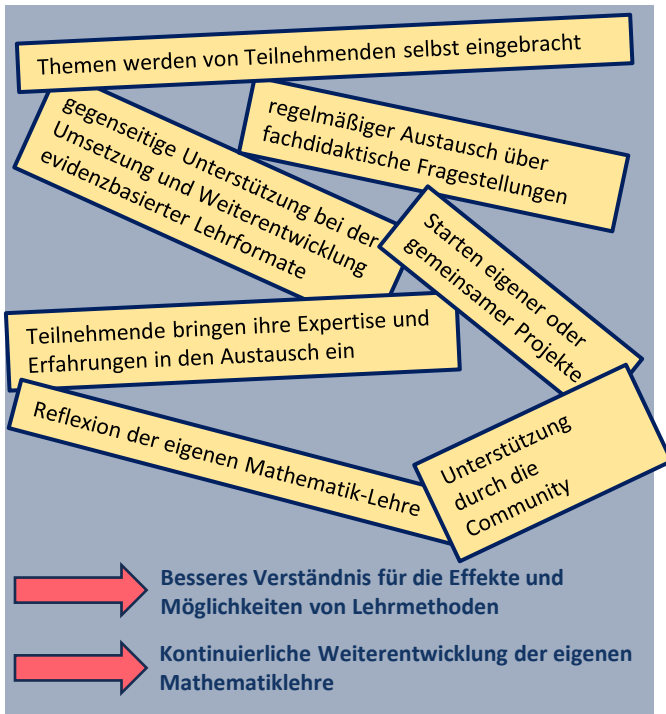 Themen werden von Teilnehmenden selbst eingebracht
gegenseitige Unterstützung bei der
Umsetzung und Weiterentwicklung
evidenzbasierter Lehrformate
regelmäßiger Austausch über
fachdidaktische Fragestellungen
Starten eigener oder
gemeinsamer Projekte
Teilnehmende bringen ihre Expertise und
Erfahrungen in den Austausch ein
Reflexion der eigenen Mathematik-Lehre
Unterstützung
durch die
Community
Besseres Verständnis für die Effekte und
Möglichkeiten von Lehrmethoden
Kontinuierliche Weiterentwicklung der eigenen
Mathematiklehre